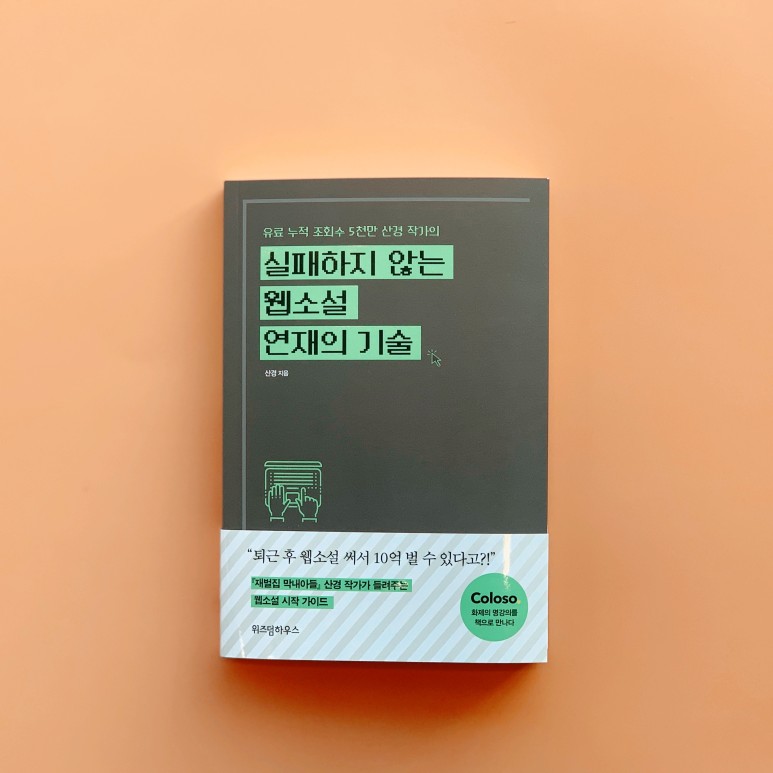 유료 누적 조회수 5천만 산경 작가의
실패하지 않는
웹소설
연재의 기술
산경 지음
“퇴근 후 웹소설 써서 10억 벌 수 있다고?!”
『재벌집 막내아들』 산경 작가가 들려주는
웹소설 시작 가이드
위즈덤하우스
Coloso.
화제의 명강의를
책으로 만나다